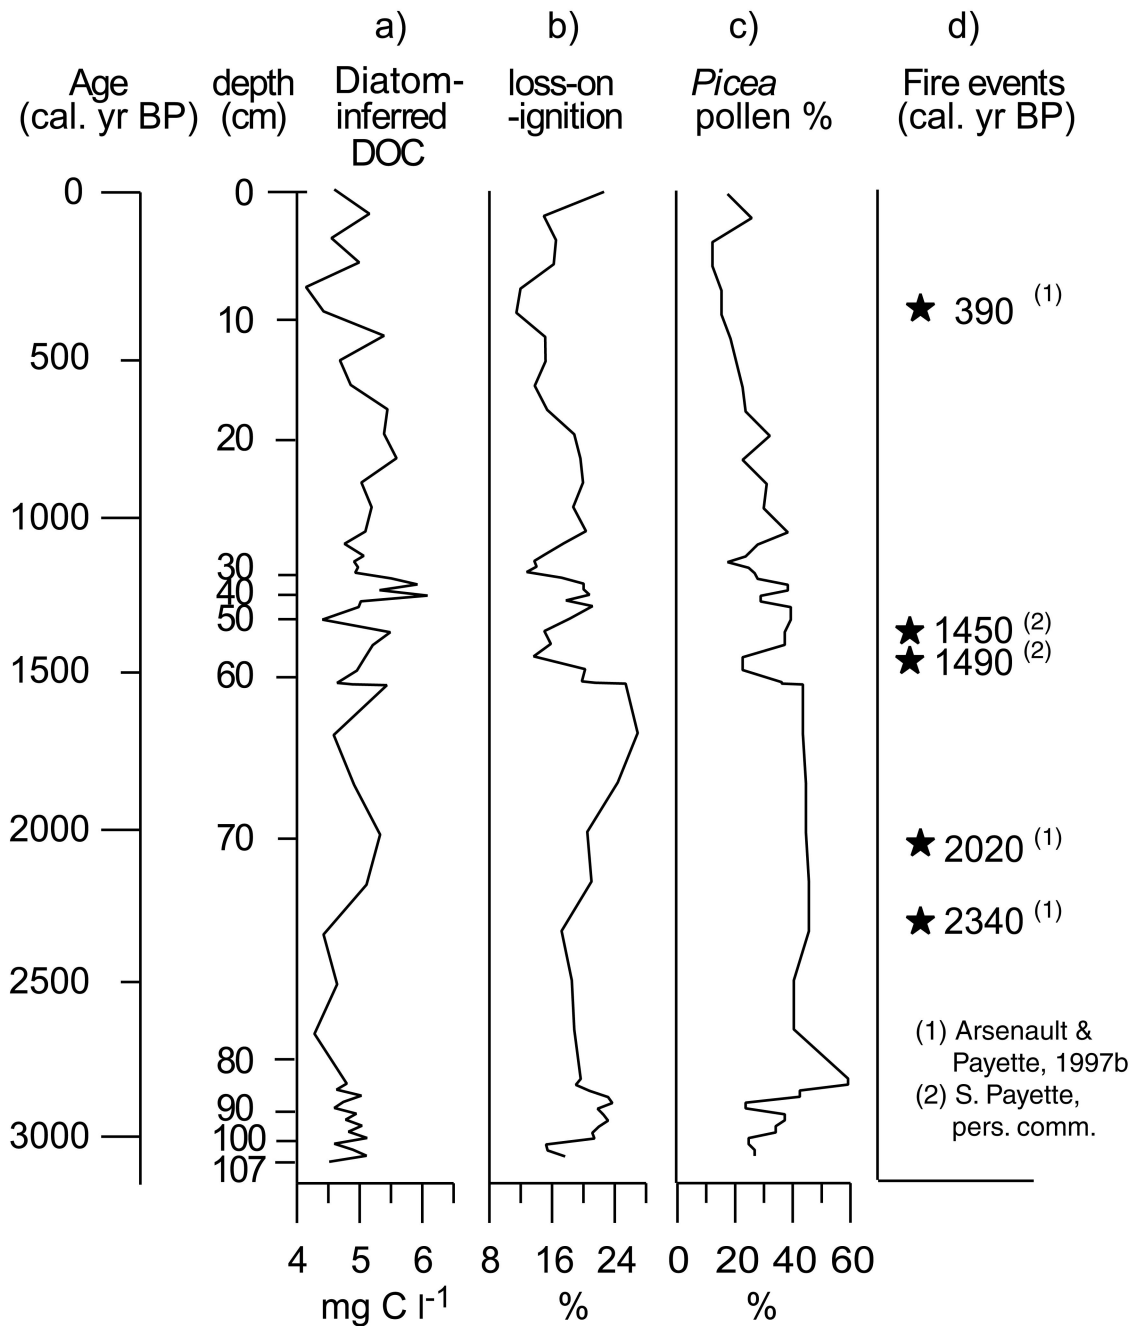 a) b) c) d)
Age depth Diatom- loss-on Picea Fire events
(cal. yr BP) (cm) inferred -ignition pollen % (cal. yr BP)
DOC
0 0
390 (1)
10
500
20
1000
30
40
50 1450 (2)
1490 (2)
1500 60
2000 70 2020 (1)
2340 (1)
2500
(1) Arsenault &
80 Payette, 1997b
90 (2) S. Payette,
3000 100 pers. comm.
107
4 5 6 8 16 24 0 20 40 60
mg C l-1 % %